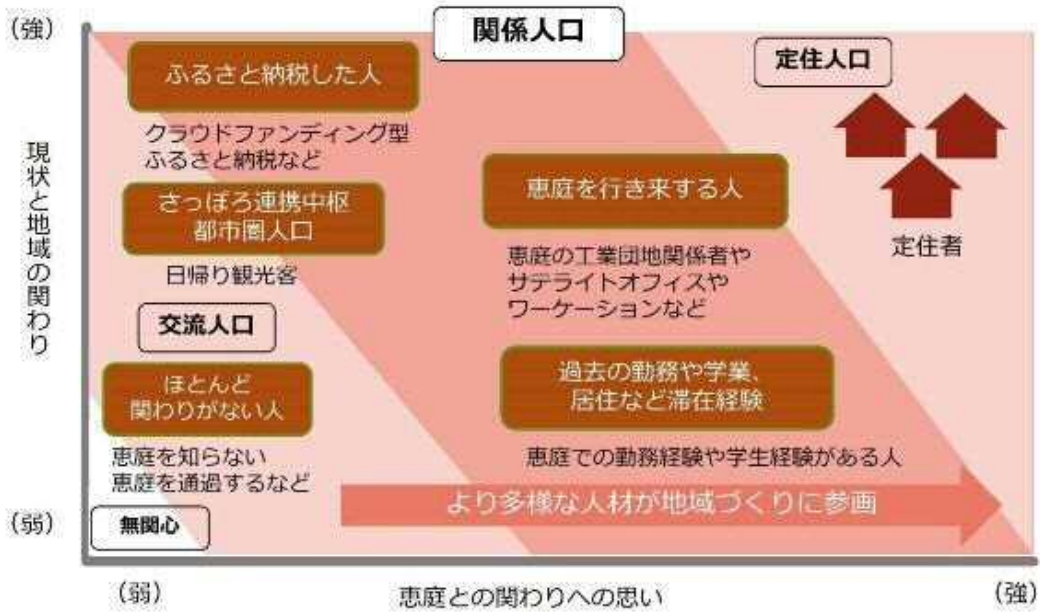 (強)
関係人口
定住人口
ふるさと納税した人
クラウドファンディング型
ふるさと納税など
恵庭を行き来する人
さっぽろ連携中枢
都市圏人口
恵庭の工業団地関係者や
サテライトオフィスや
ワーケーションなど
定住者
日帰り観光客
現状と地域の関わり
交流人口
ほとんど
関わりがない人
過去の勤務や学業、
居住など滞在経験
恵庭を知らない
恵庭を通過するなど
恵庭での勤務経験や学生経験がある人
より多様な人材が地域づくりに参画
(弱)
無関心
(弱)
恵庭との関わりへの思い
(強)